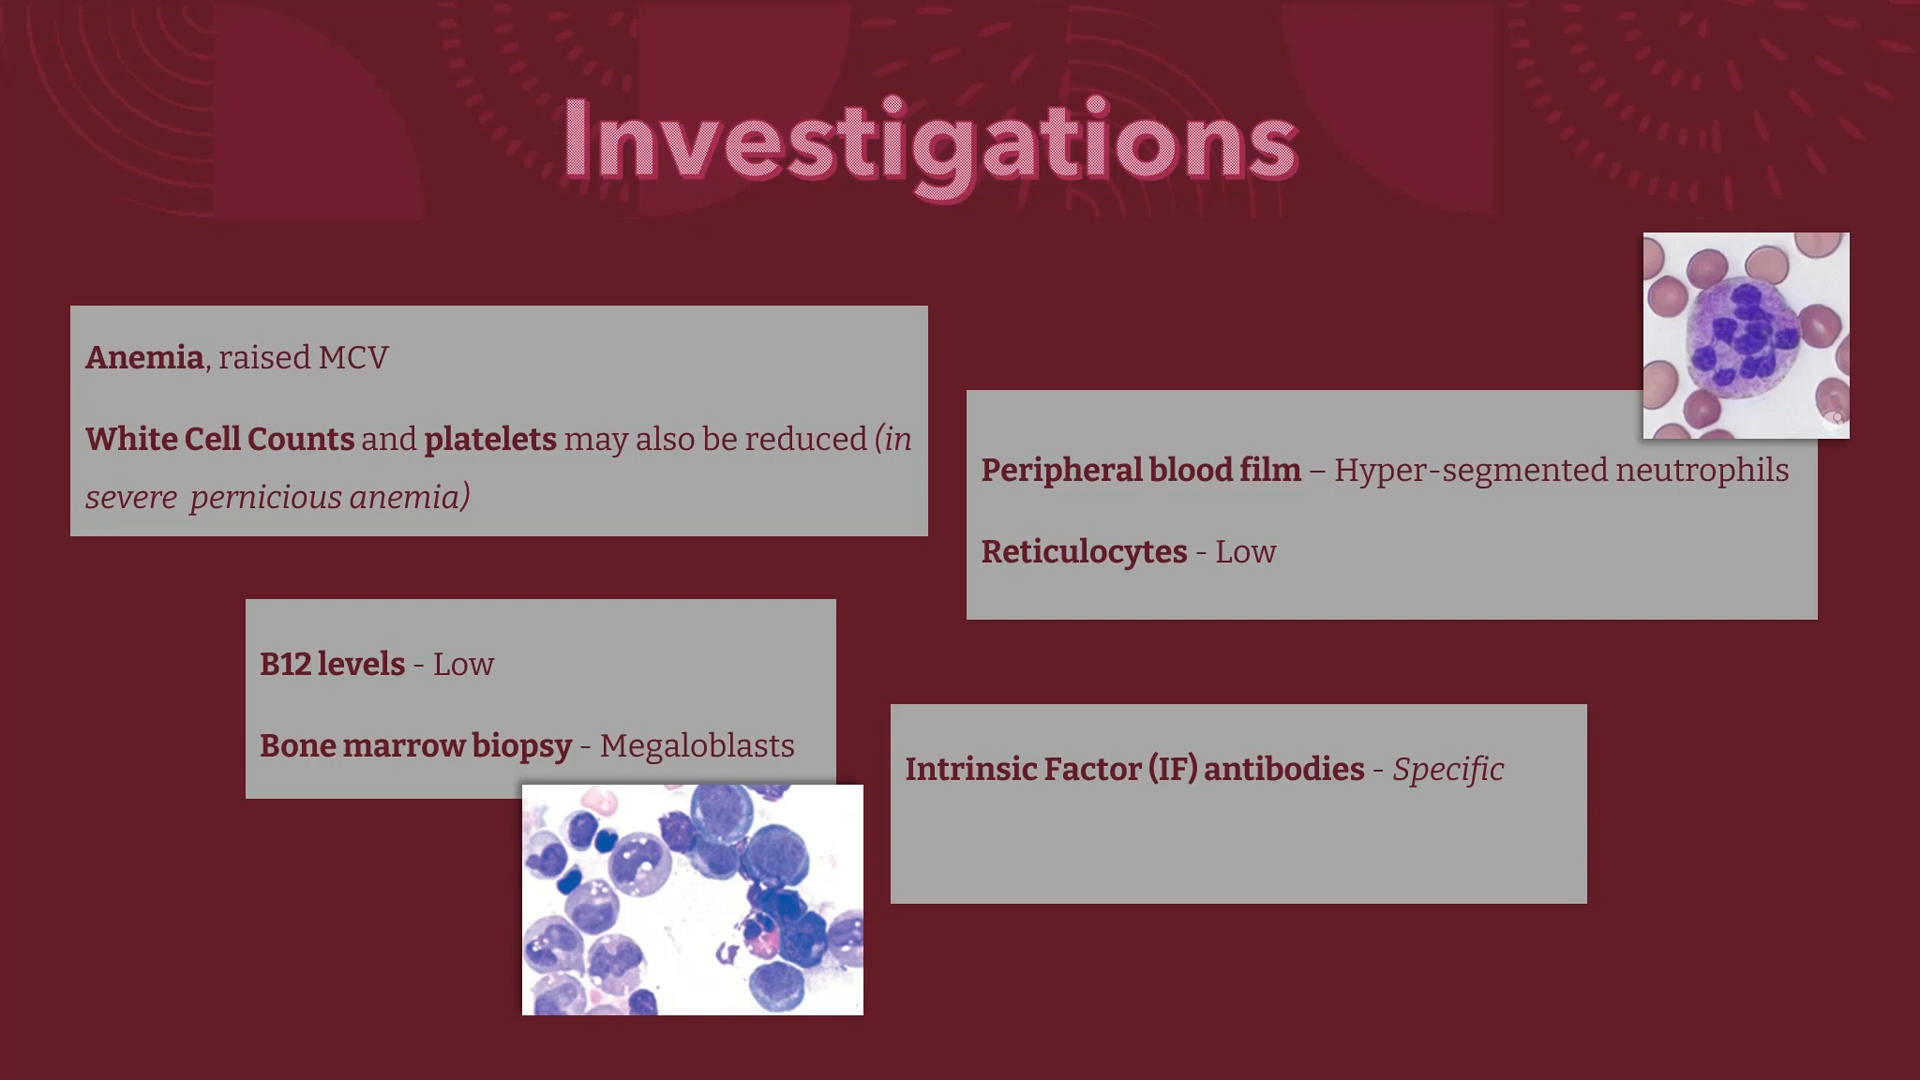 Investigations
Anemia, raised MCV
White Cell Counts and platelets may also be reduced (in
severe  pernicious anemia)
Peripheral blood film – Hyper-segmented neutrophils
Reticulocytes - Low
B12 levels - Low
Bone marrow biopsy - Megaloblasts
Intrinsic Factor (IF) antibodies - Specific